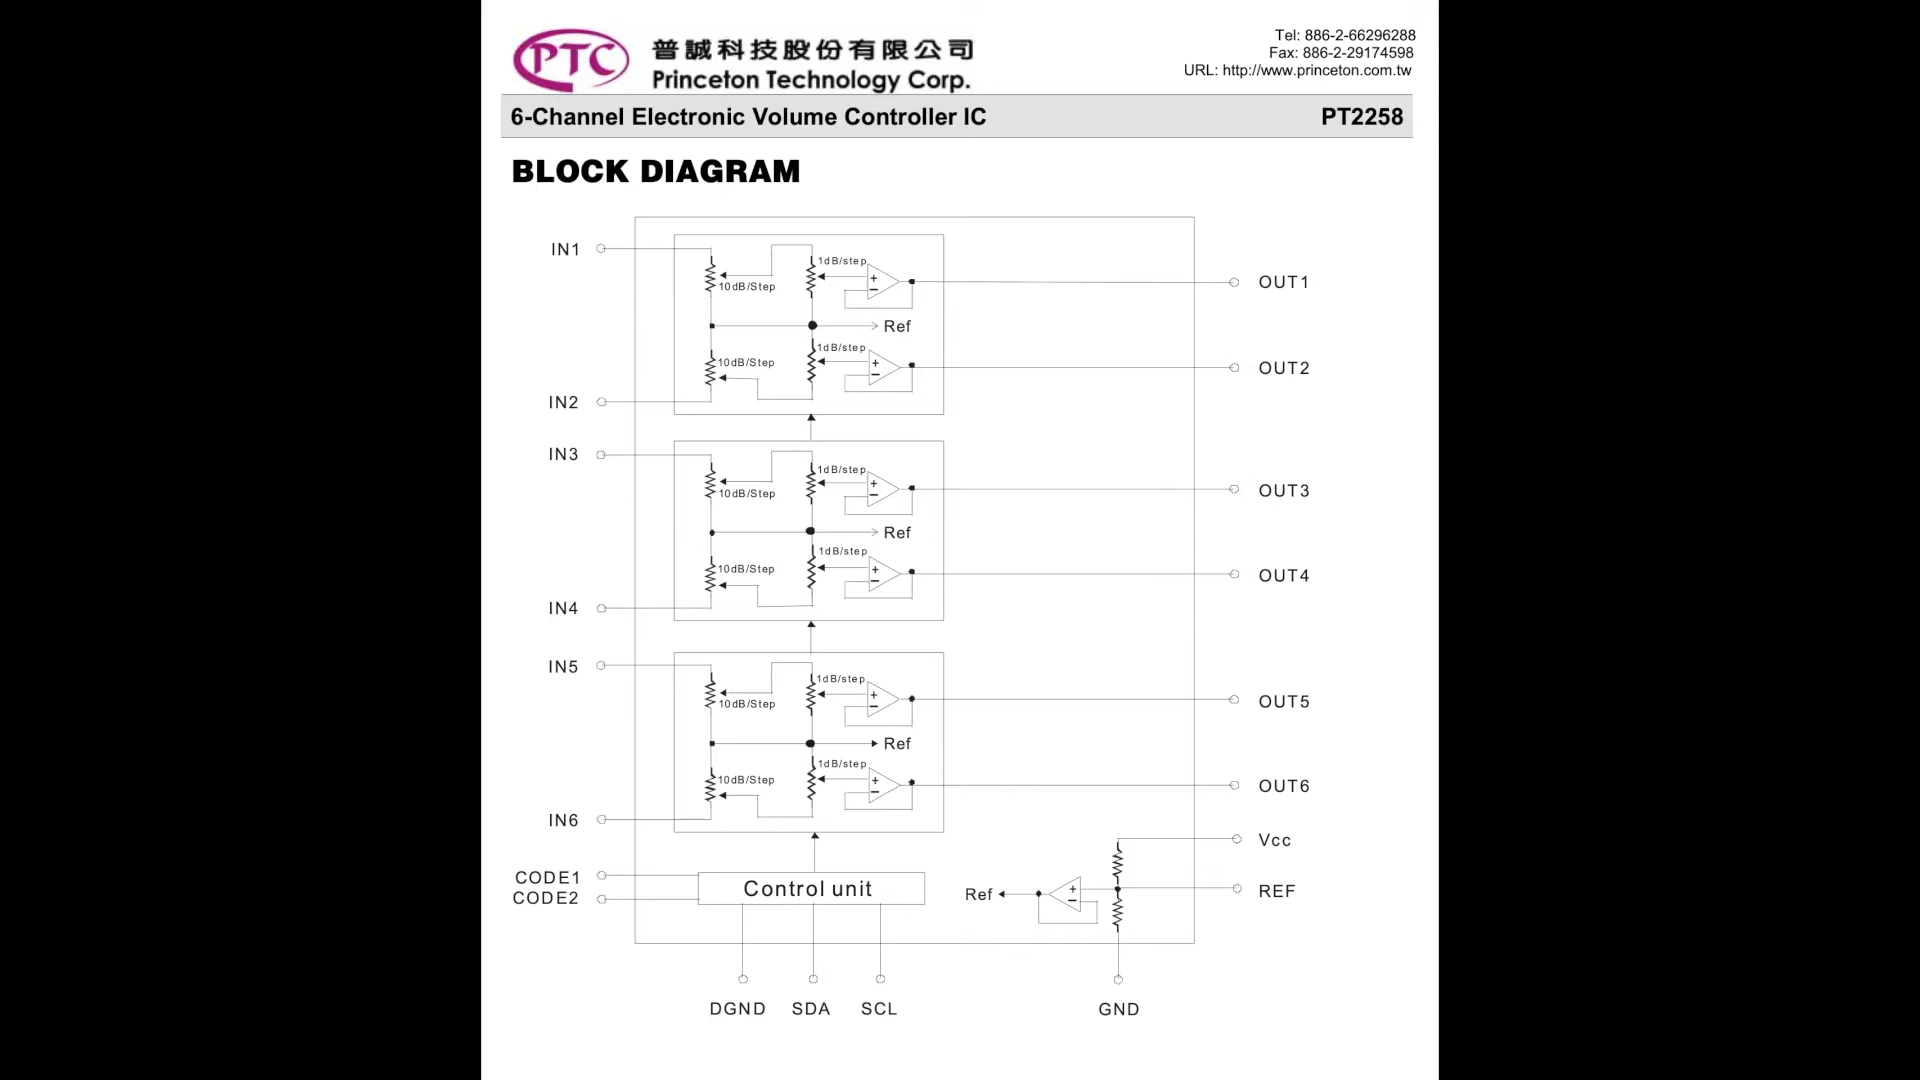 PTC
普誠科技股份有限公司
Princeton Technology Corp.
Tel: 886-2-66296288
Fax: 886-2-29174598
URL: http://www.princeton.com.tw
6-Channel Electronic Volume Controller IC PT2258
BLOCK DIAGRAM
IN1
1dB/step
+
−
10dB/Step
OUT1
Ref
1dB/step
10dB/Step
+
−
OUT2
IN2
IN3
1dB/step
+
−
10dB/Step
OUT3
Ref
1dB/step
10dB/Step
+
−
OUT4
IN4
IN5
1dB/step
+
−
10dB/Step
OUT5
Ref
1dB/step
10dB/Step
+
−
OUT6
IN6
Vcc
CODE1
CODE2
Control unit
Ref
+
−
REF
DGND SDA SCL GND